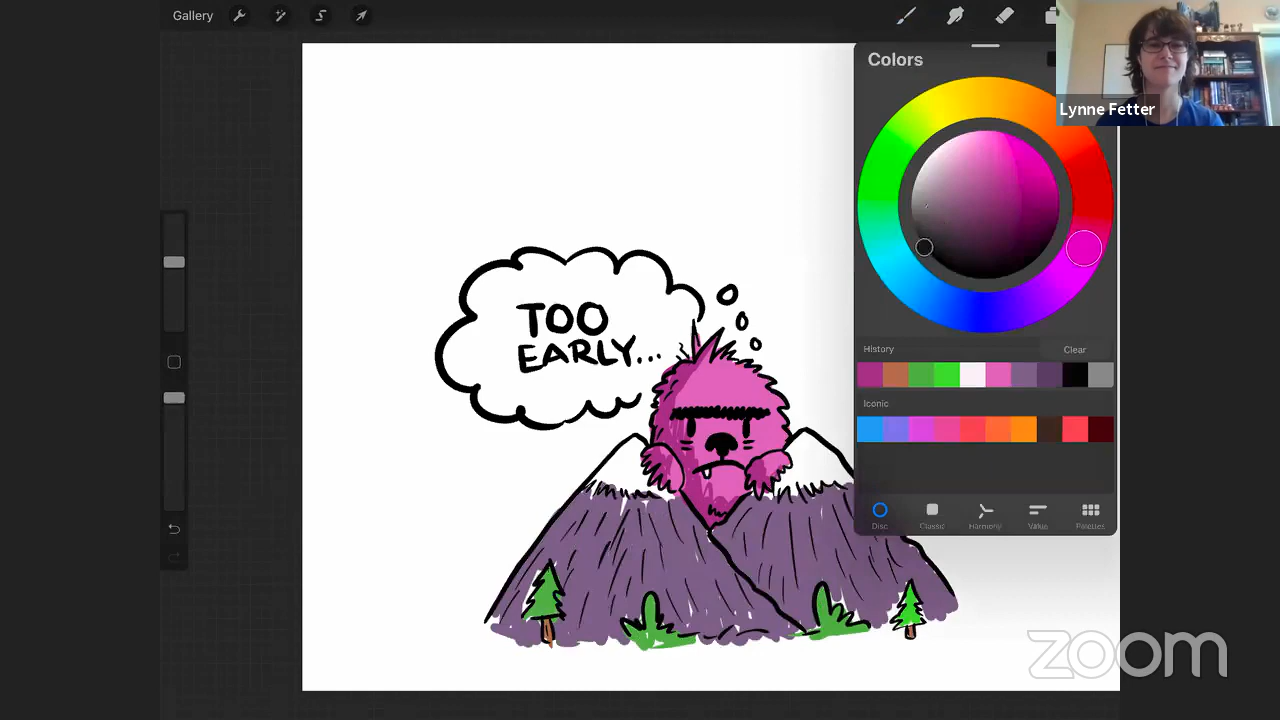 Gallery
Colors
Lynne Fetter
TOO
EARLY...
History
Clear
Iconic
Disc
Classic
Harmony
Value
Palettes
zoom